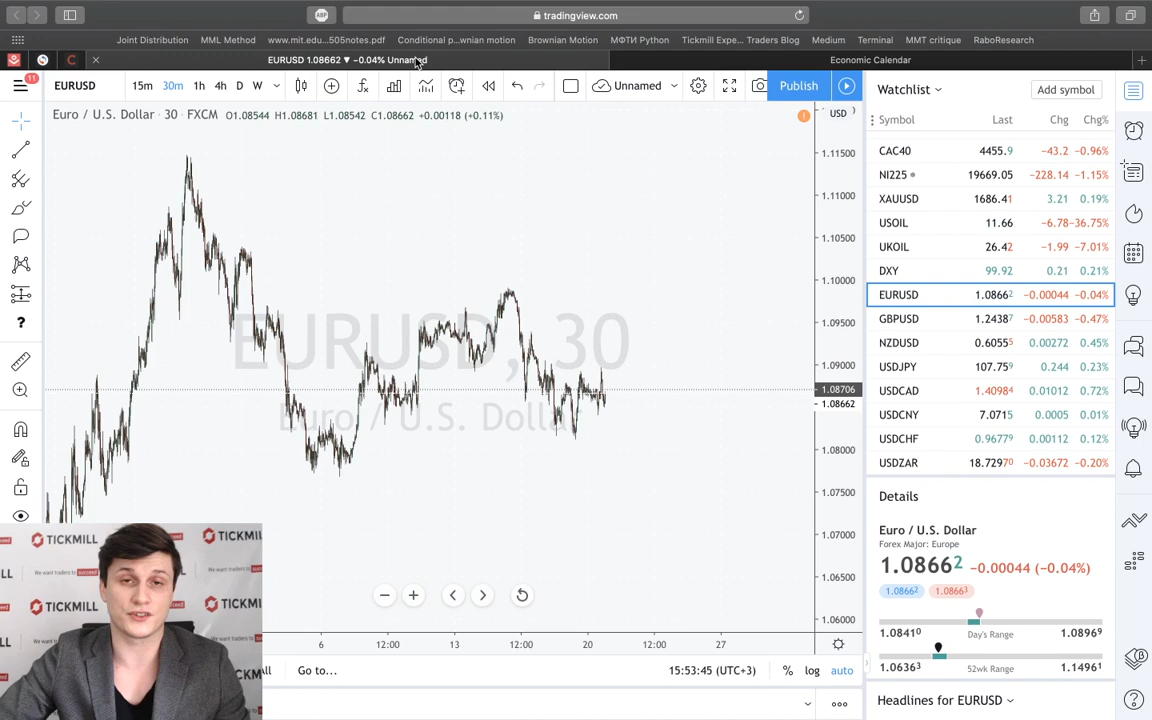 tradingview.com
ABP
Joint Distribution
MML Method
www.mit.edu...505notes.pdf
Conditional p...wnian motion
Brownian Motion
МФТИ Python
Tickmill Expe... Traders Blog
Medium
Terminal
MMT critique
RaboResearch
EURUSD 1.08662 ▼ −0.04% Unnamed
Economic Calendar
11
EURUSD
15m 30m 1h 4h D W
Unnamed
Publish
Watchlist
Add symbol
Euro / U.S. Dollar · 30 · FXCM O1.08544 H1.08681 L1.08542 C1.08662 +0.00118 (+0.11%)
USD
Symbol Last Chg Chg%
CAC40 4455.9 −43.2 −0.96%
NI225 19669.05 −228.14 −1.15%
XAUUSD 1686.41 3.21 0.19%
USOIL 11.66 −6.78 −36.75%
UKOIL 26.42 −1.99 −7.01%
DXY 99.92 0.21 0.21%
EURUSD 1.08662 −0.00044 −0.04%
GBPUSD 1.24387 −0.00583 −0.47%
NZDUSD 0.60555 0.00272 0.45%
USDJPY 107.759 0.244 0.23%
USDCAD 1.40984 0.01012 0.72%
USDCNY 7.0715 0.0005 0.01%
USDCHF 0.96779 0.00112 0.12%
USDZAR 18.72970 −0.03672 −0.20%
1.11500
1.11000
1.10500
1.10000
1.09500
1.09000
1.08706
1.08662
1.08000
1.07500
1.07000
1.06500
1.06000
EURUSD, 30
Euro / U.S. Dollar
6 12:00 13 12:00 20 12:00 27
All
Go to...
15:53:45 (UTC+3)
% log auto
Details
Euro / U.S. Dollar
Forex Major: Europe
1.08662 −0.00044 (−0.04%)
1.08662 1.08663
1.08410 Day's Range 1.08969
1.06363 52wk Range 1.14961
Headlines for EURUSD
TICKMILL
We want traders to succeed
TICKMILL
TICKMILL
TICKMILL